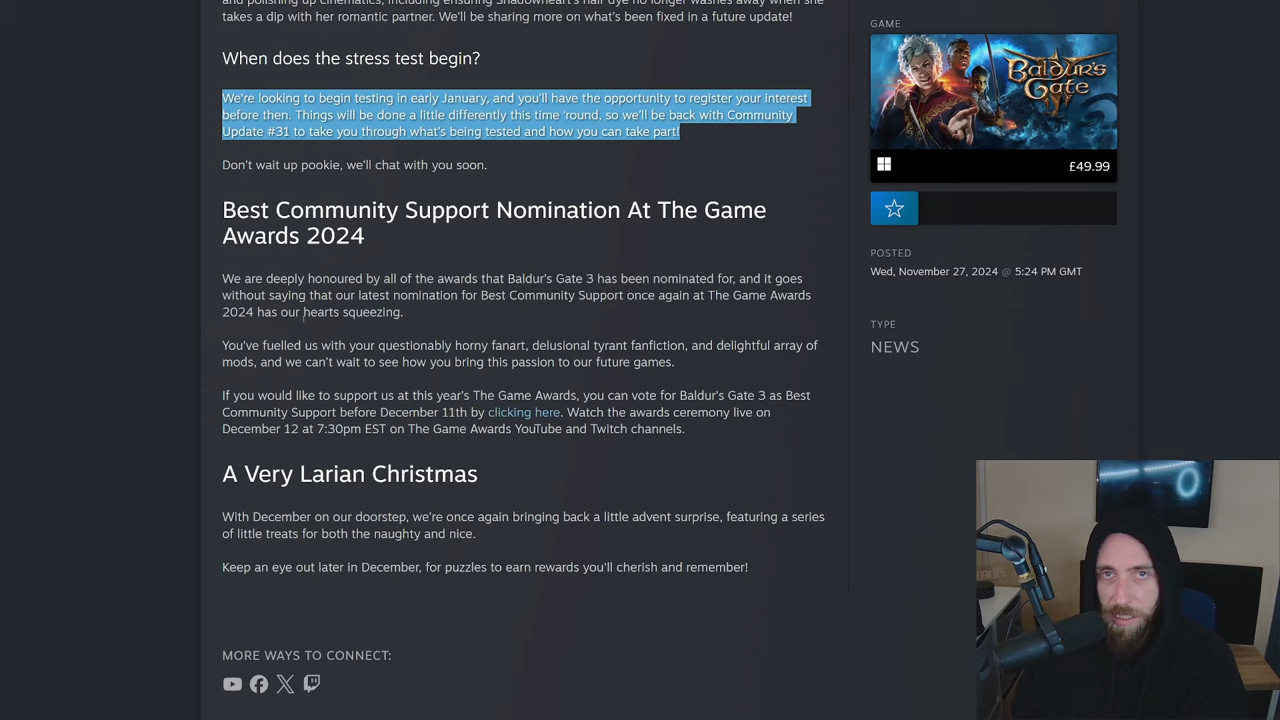 and polishing up cinematics, including ensuring Shadowheart's hair dye no longer washes away when she
takes a dip with her romantic partner. We'll be sharing more on what's been fixed in a future update!
When does the stress test begin?
We're looking to begin testing in early January, and you'll have the opportunity to register your interest
before then. Things will be done a little differently this time 'round, so we'll be back with Community
Update #31 to take you through what's being tested and how you can take part!
Don't wait up pookie, we'll chat with you soon.
Best Community Support Nomination At The Game
Awards 2024
We are deeply honoured by all of the awards that Baldur's Gate 3 has been nominated for, and it goes
without saying that our latest nomination for Best Community Support once again at The Game Awards
2024 has our hearts squeezing.
You've fuelled us with your questionably horny fanart, delusional tyrant fanfiction, and delightful array of
mods, and we can't wait to see how you bring this passion to our future games.
If you would like to support us at this year's The Game Awards, you can vote for Baldur's Gate 3 as Best
Community Support before December 11th by clicking here. Watch the awards ceremony live on
December 12 at 7:30pm EST on The Game Awards YouTube and Twitch channels.
A Very Larian Christmas
With December on our doorstep, we're once again bringing back a little advent surprise, featuring a series
of little treats for both the naughty and nice.
Keep an eye out later in December, for puzzles to earn rewards you'll cherish and remember!
MORE WAYS TO CONNECT:
GAME
BALDUR'S
GATE
£49.99
POSTED
Wed, November 27, 2024 @ 5:24 PM GMT
TYPE
NEWS